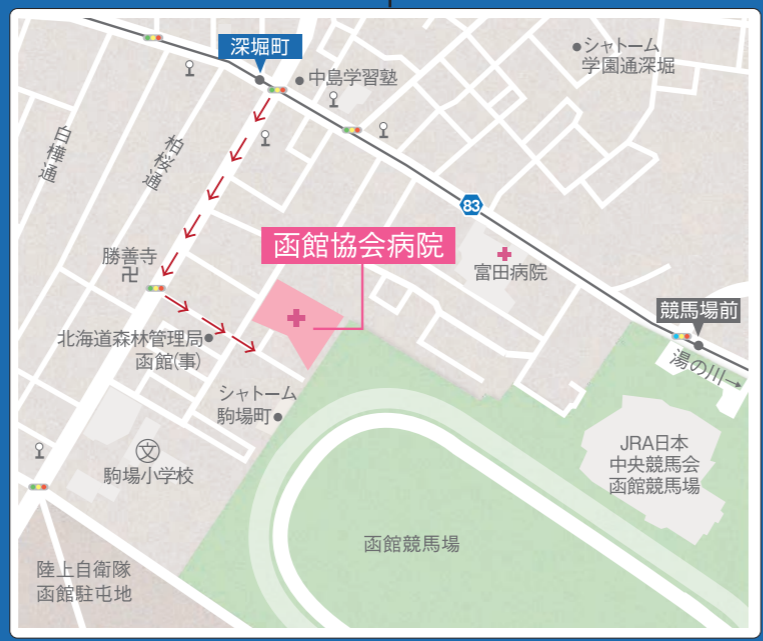 深堀町
中島学習塾
シャトーム
学園通深堀
白樺通
柏桜通
83
函館協会病院
富田病院
勝善寺
卍
競馬場前
北海道森林管理局
函館(事)
湯の川→
シャトーム
駒場町
JRA日本
中央競馬会
函館競馬場
文
駒場小学校
函館競馬場
陸上自衛隊
函館駐屯地